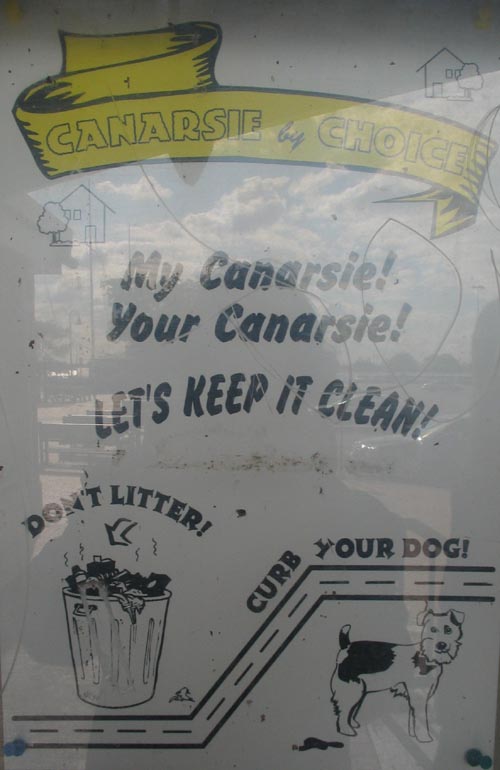 CANARSIE by CHOICE
My Canarsie!
Your Canarsie!
LET'S KEEP IT CLEAN!
DON'T LITTER!
CURB YOUR DOG!